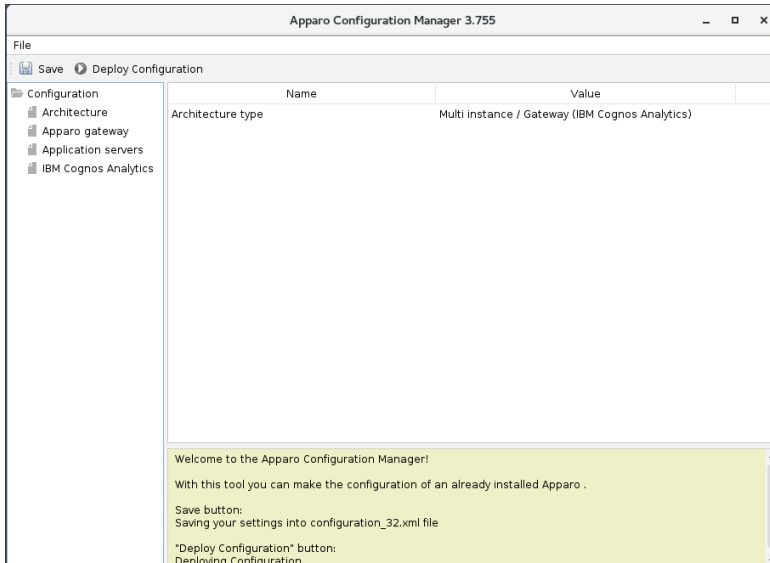 Apparo Configuration Manager 3.755
File
Save Deploy Configuration
Configuration
Architecture
Apparo gateway
Application servers
IBM Cognos Analytics
Name Value
Architecture type Multi instance / Gateway (IBM Cognos Analytics)
Welcome to the Apparo Configuration Manager!
With this tool you can make the configuration of an already installed Apparo .
Save button:
Saving your settings into configuration_32.xml file
"Deploy Configuration" button:
Deploying Configuration